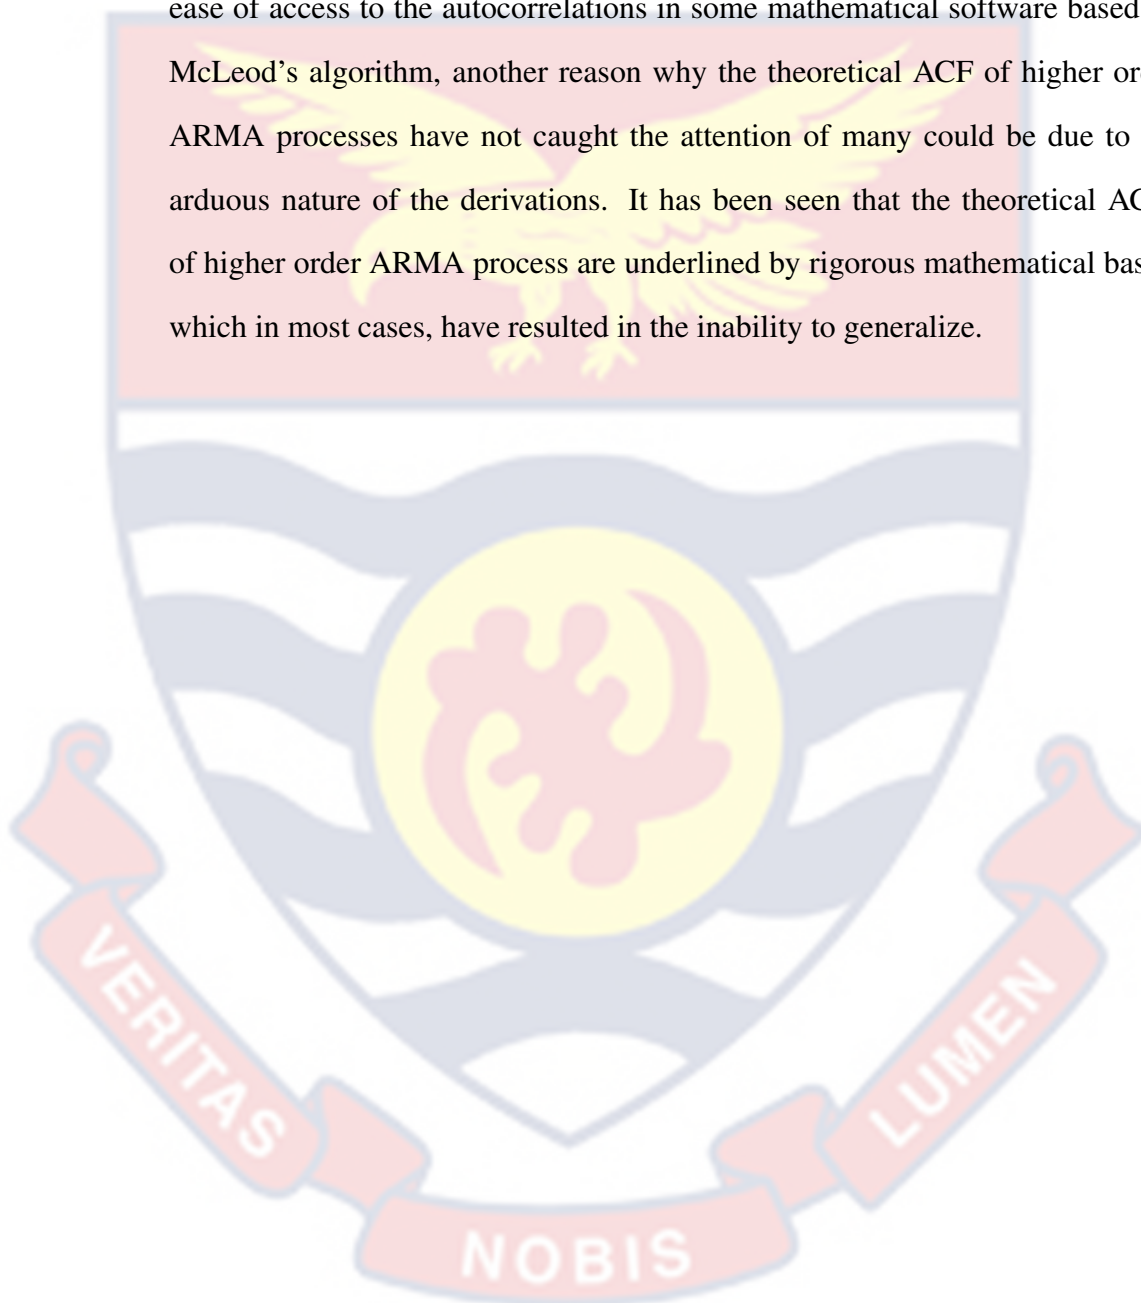 ease of access to the autocorrelations in some mathematical software based
McLeod's algorithm, another reason why the theoretical ACF of higher or
ARMA processes have not caught the attention of many could be due to
arduous nature of the derivations. It has been seen that the theoretical AC
of higher order ARMA process are underlined by rigorous mathematical bas
which in most cases, have resulted in the inability to generalize.
VERITAS
NOBIS
LUMEN